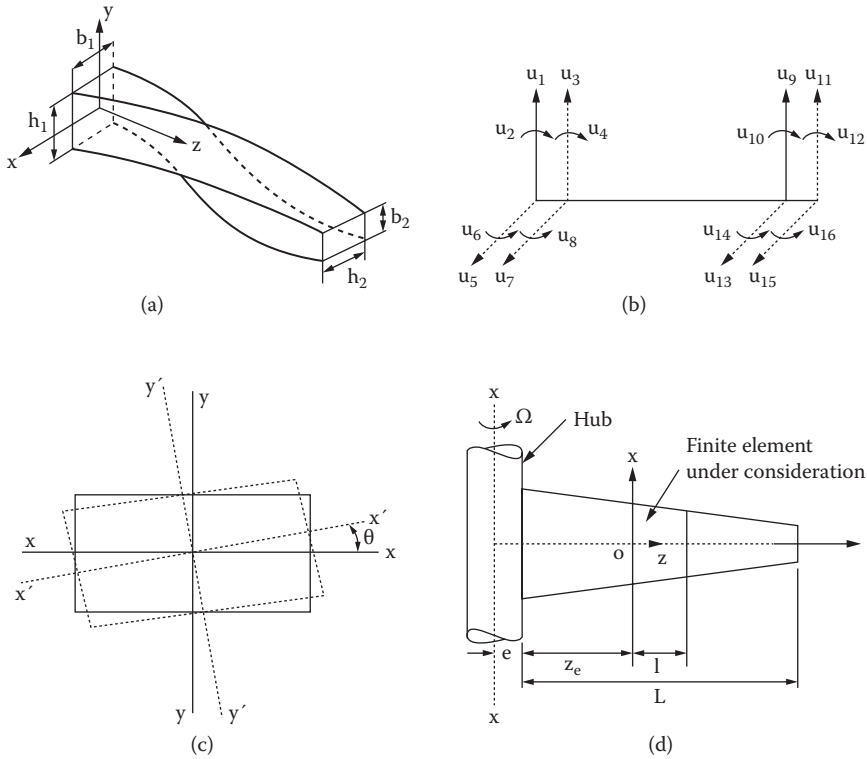 y
b1
h1
x
z
b2
h2
(a)
u1 u3 u9 u11
u2 u4 u10 u12
u6 u8 u14 u16
u5 u7 u13 u15
(b)
y′ y
x′
θ
x x
x′
y y′
(c)
x
Ω
Hub
Finite element
under consideration
x
o z
e
ze l
L
x
(d)